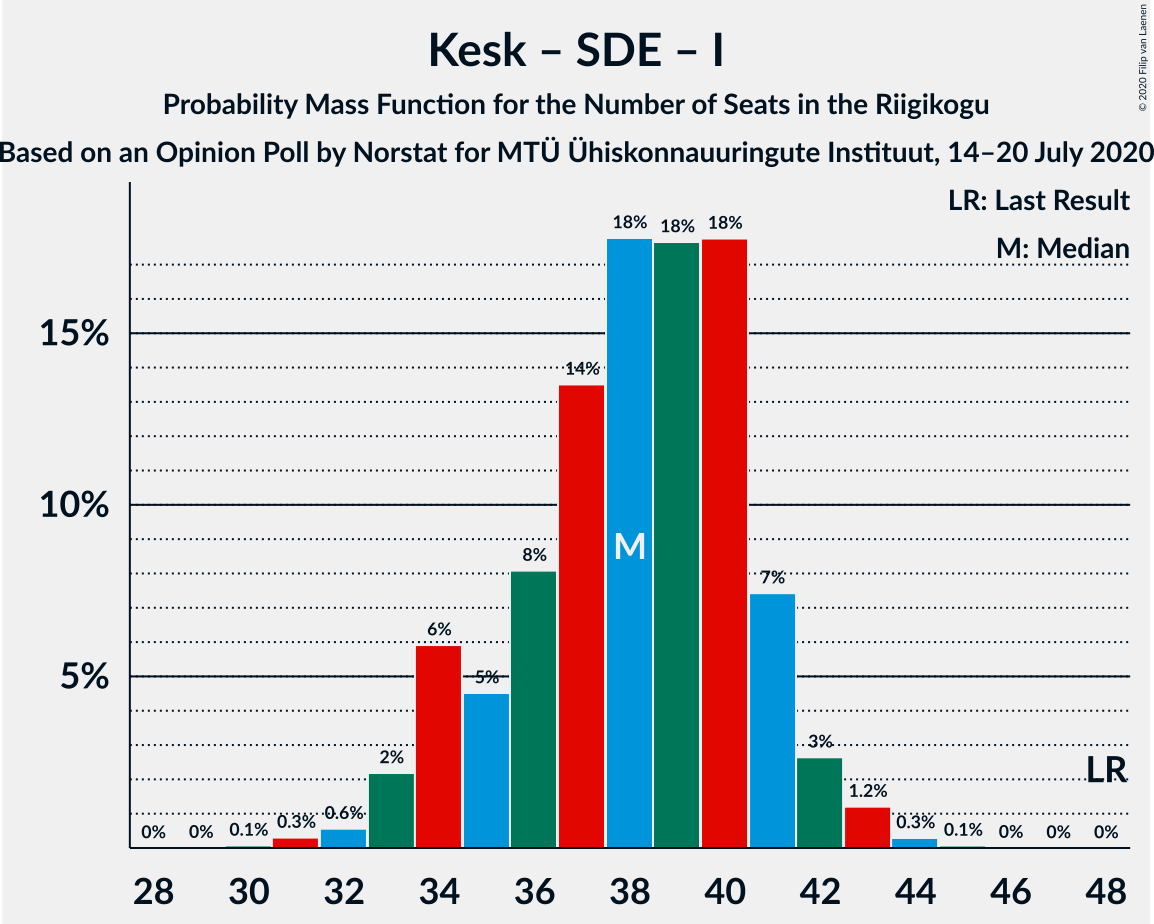 Kesk – SDE – I
Probability Mass Function for the Number of Seats in the Riigikogu
Based on an Opinion Poll by Norstat for MTÜ Ühiskonnauuringute Instituut, 14–20 July 2020
© 2020 Filip van Laenen
LR: Last Result
M: Median
18% 18% 18%
15%
14%
10%
M
8%
7%
6%
5%
5%
3%
2%
LR
1.2%
0% 0% 0.1% 0.3% 0.6% 0.3% 0.1% 0% 0% 0%
28 30 32 34 36 38 40 42 44 46 48